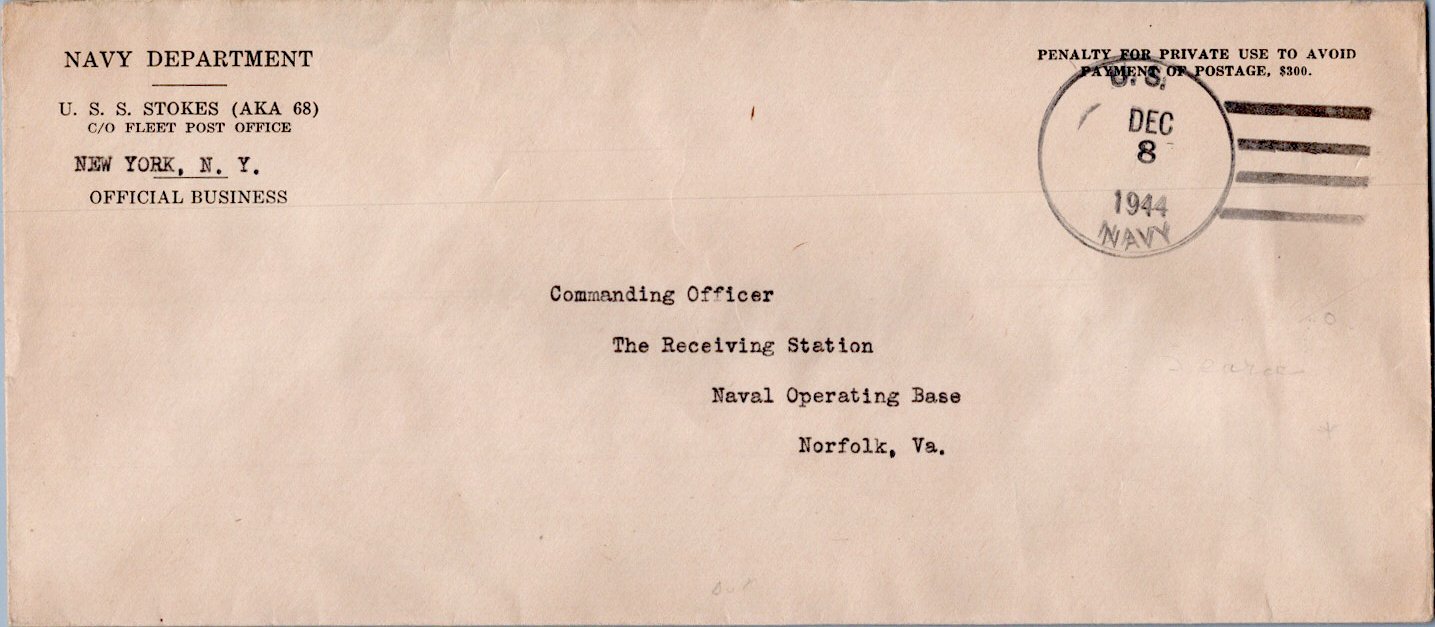 NAVY DEPARTMENT
U. S. S. STOKES (AKA 68)
C/O FLEET POST OFFICE
NEW YORK, N. Y.
OFFICIAL BUSINESS
PENALTY FOR PRIVATE USE TO AVOID
PAYMENT OF POSTAGE, $300.
U.S.
DEC
8
1944
NAVY
Commanding Officer
The Receiving Station
Naval Operating Base
Norfolk, Va.